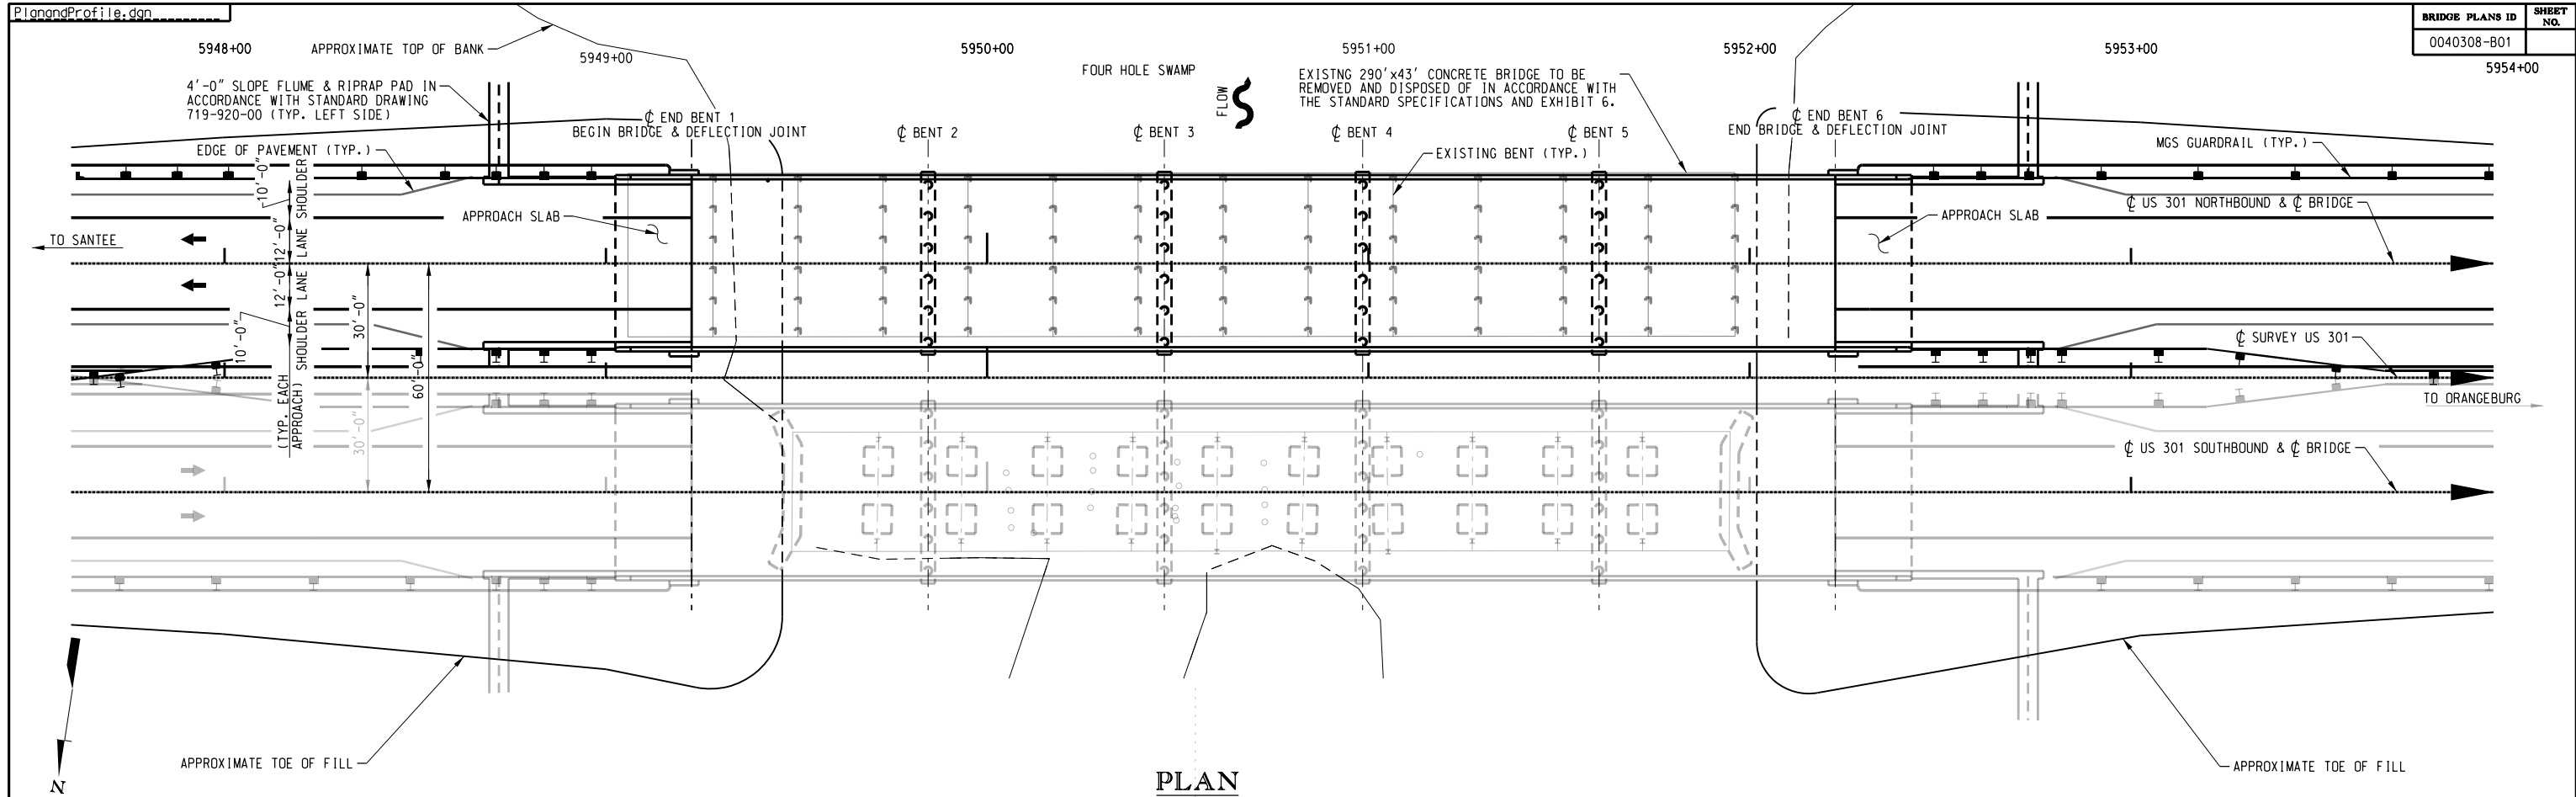 PlanandProfile.dgn
BRIDGE PLANS ID
SHEET
NO.
0040308-B01
5948+00
5949+00
5950+00
5951+00
5952+00
5953+00
5954+00
APPROXIMATE TOP OF BANK
4'-0" SLOPE FLUME & RIPRAP PAD IN
ACCORDANCE WITH STANDARD DRAWING
719-920-00 (TYP. LEFT SIDE)
FOUR HOLE SWAMP
FLOW
EXISTNG 290'x43' CONCRETE BRIDGE TO BE
REMOVED AND DISPOSED OF IN ACCORDANCE WITH
THE STANDARD SPECIFICATIONS AND EXHIBIT 6.
℄ END BENT 1
BEGIN BRIDGE & DEFLECTION JOINT
℄ BENT 2
℄ BENT 3
℄ BENT 4
℄ BENT 5
℄ END BENT 6
END BRIDGE & DEFLECTION JOINT
EDGE OF PAVEMENT (TYP.)
EXISTING BENT (TYP.)
MGS GUARDRAIL (TYP.)
APPROACH SLAB
APPROACH SLAB
℄ US 301 NORTHBOUND & ℄ BRIDGE
TO SANTEE
10'-0"
SHOULDER
12'-0"
LANE
12'-0"
LANE
10'-0"
SHOULDER
(TYP. EACH
APPROACH)
30'-0"
30'-0"
60'-0"
℄ SURVEY US 301
TO ORANGEBURG
℄ US 301 SOUTHBOUND & ℄ BRIDGE
APPROXIMATE TOE OF FILL
APPROXIMATE TOE OF FILL
N
PLAN